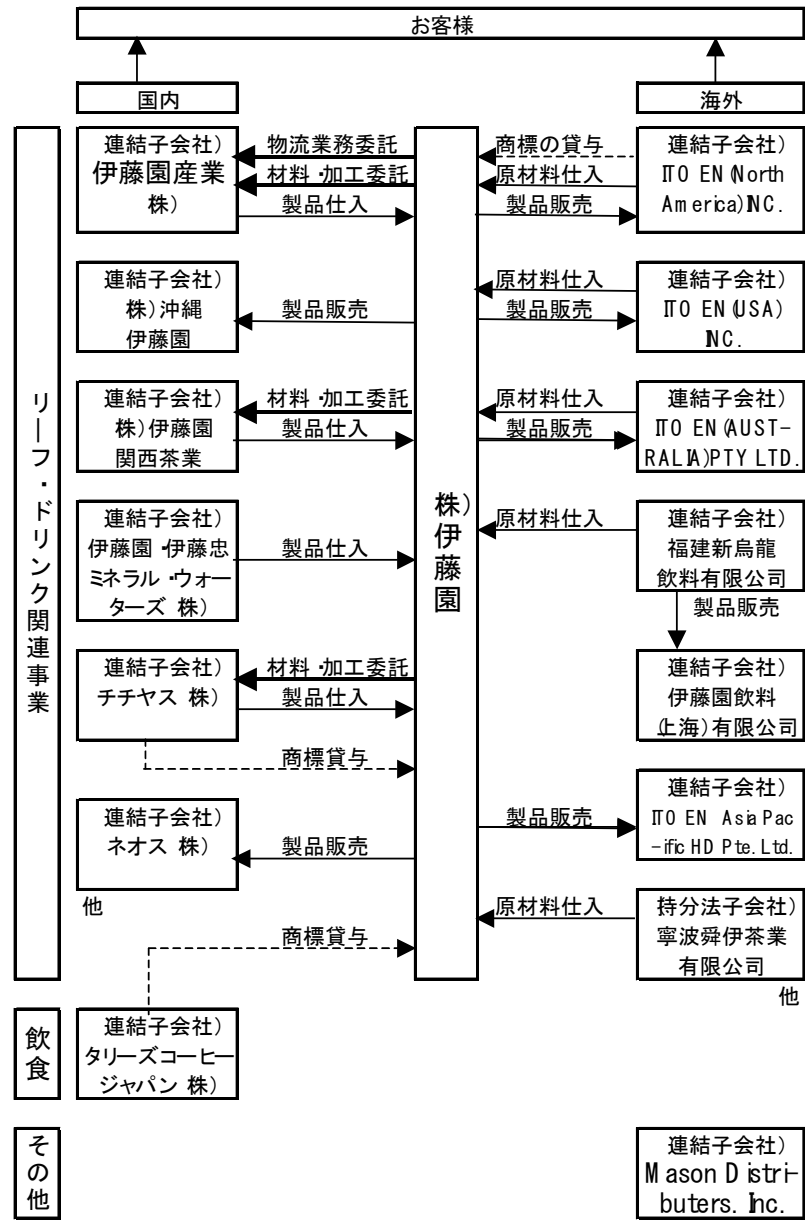 お客様
国内
海外
リーフ・ドリンク関連事業
連結子会社)
伊藤園産業
株)
物流業務委託
材料・加工委託
製品仕入
連結子会社)
株)沖縄
伊藤園
製品販売
連結子会社)
株)伊藤園
関西茶業
材料・加工委託
製品仕入
連結子会社)
伊藤園・伊藤忠
ミネラル・ウォー
ターズ 株)
製品仕入
連結子会社)
チチヤス 株)
材料・加工委託
製品仕入
商標貸与
連結子会社)
ネオス 株)
製品販売
他
商標貸与
株)伊藤園
商標の貸与
原材料仕入
製品販売
連結子会社)
ITO EN(North
America)INC.
原材料仕入
製品販売
連結子会社)
ITO EN(USA)
INC.
原材料仕入
製品販売
連結子会社)
ITO EN(AUST-
RALIA)PTY LTD.
原材料仕入
連結子会社)
福建新烏龍
飲料有限公司
製品販売
連結子会社)
伊藤園飲料
(上海)有限公司
製品販売
連結子会社)
ITO EN Asia Pac
-ific HD Pte. Ltd.
原材料仕入
持分法子会社)
寧波舜伊茶業
有限公司
他
飲食
連結子会社)
タリーズコーヒー
ジャパン 株)
その他
連結子会社)
Mason Distri-
buters. Inc.